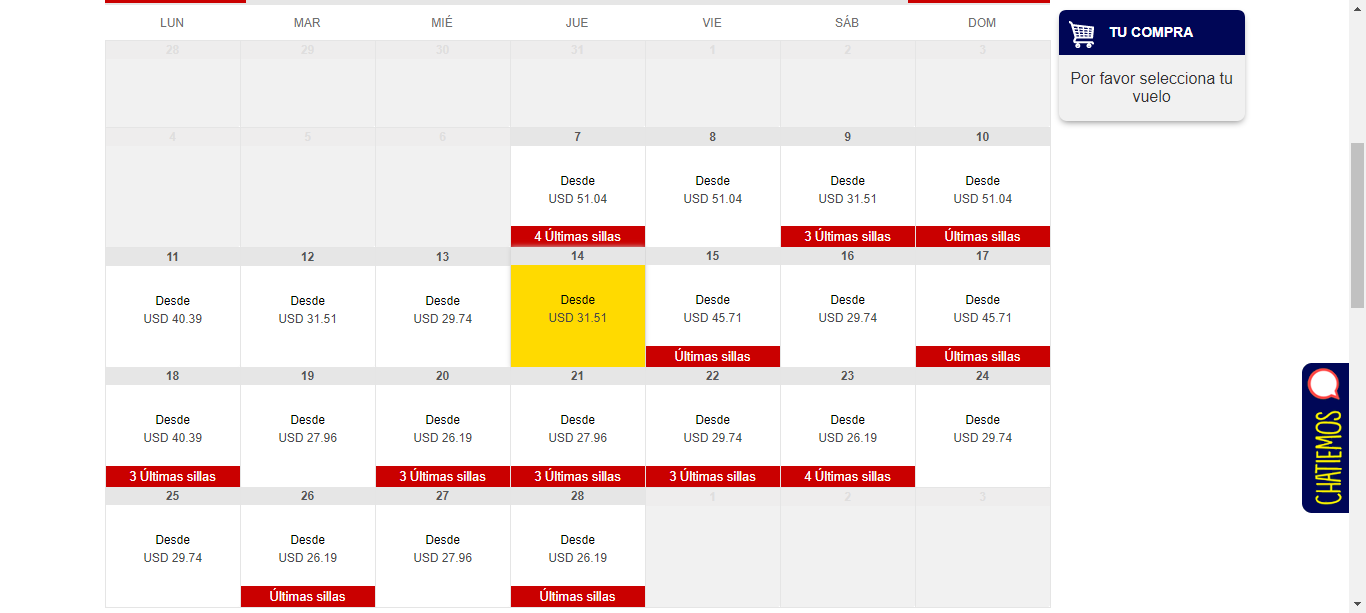 LUN MAR MIÉ JUE VIE SÁB DOM
TU COMPRA
Por favor selecciona tu
vuelo
28 29 30 31 1 2 3
4 5 6 7 8 9 10
Desde Desde Desde Desde
USD 51.04 USD 51.04 USD 31.51 USD 51.04
4 Últimas sillas 3 Últimas sillas Últimas sillas
11 12 13 14 15 16 17
Desde Desde Desde Desde Desde Desde Desde
USD 40.39 USD 31.51 USD 29.74 USD 31.51 USD 45.71 USD 29.74 USD 45.71
Últimas sillas Últimas sillas
18 19 20 21 22 23 24
Desde Desde Desde Desde Desde Desde Desde
USD 40.39 USD 27.96 USD 26.19 USD 27.96 USD 29.74 USD 26.19 USD 29.74
3 Últimas sillas 3 Últimas sillas 3 Últimas sillas 3 Últimas sillas 4 Últimas sillas
25 26 27 28 1 2 3
Desde Desde Desde Desde
USD 29.74 USD 26.19 USD 27.96 USD 26.19
Últimas sillas Últimas sillas
CHATIEMOS